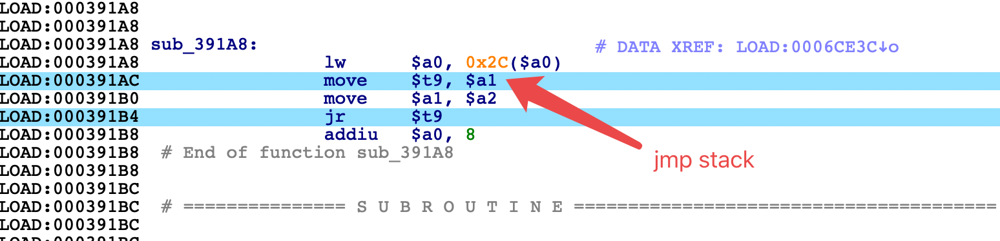 LOAD:000391A8
LOAD:000391A8
LOAD:000391A8 sub_391A8: # DATA XREF: LOAD:0006CE3C↓o
LOAD:000391A8 lw $a0, 0x2C($a0)
LOAD:000391AC move $t9, $a1
LOAD:000391B0 move $a1, $a2
LOAD:000391B4 jr $t9
LOAD:000391B8 addiu $a0, 8
LOAD:000391B8 # End of function sub_391A8
jmp stack
LOAD:000391B8
LOAD:000391BC
LOAD:000391BC # =============== S U B R O U T I N E =======================================
LOAD:000391BC
LOAD:000391BC